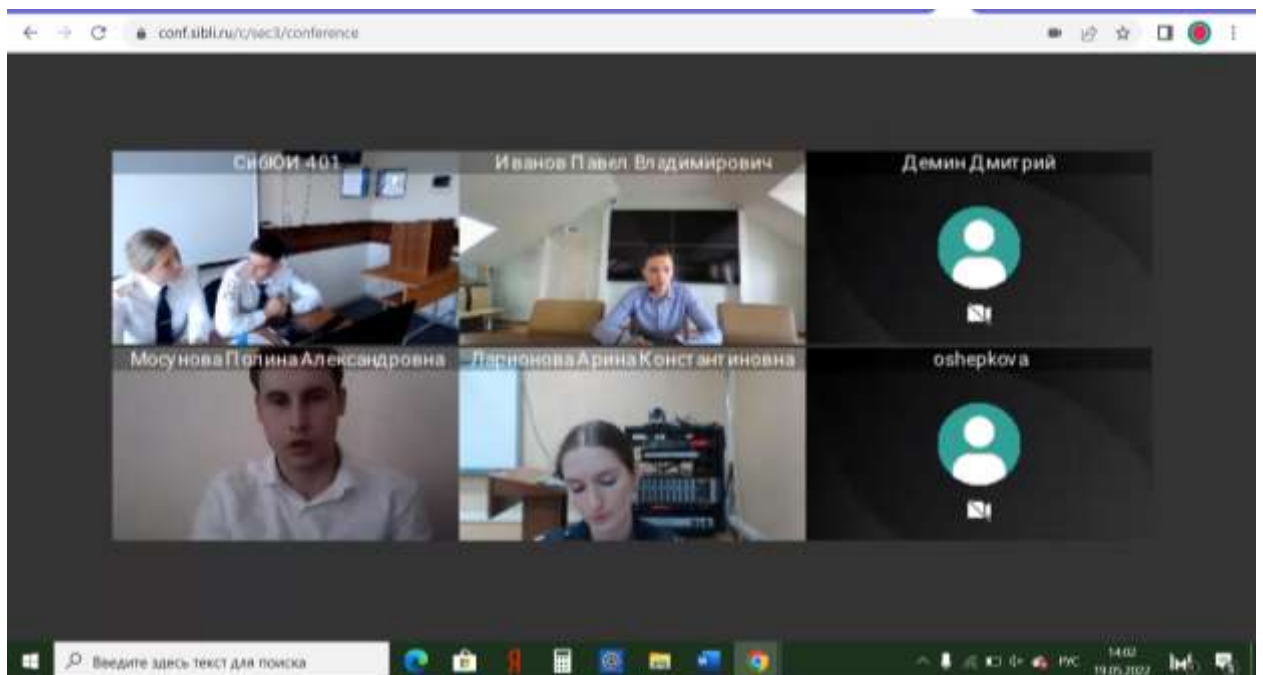 conf.sibli.ru/c/sec3/conference
СибЮИ 401
Иванов Павел Владимирович
Демин Дмитрий
Мосунова Полина Александровна
Ларионова Арина Константиновна
oshepkova
Введите здесь текст для поиска
РУС
14:02
19.05.2022